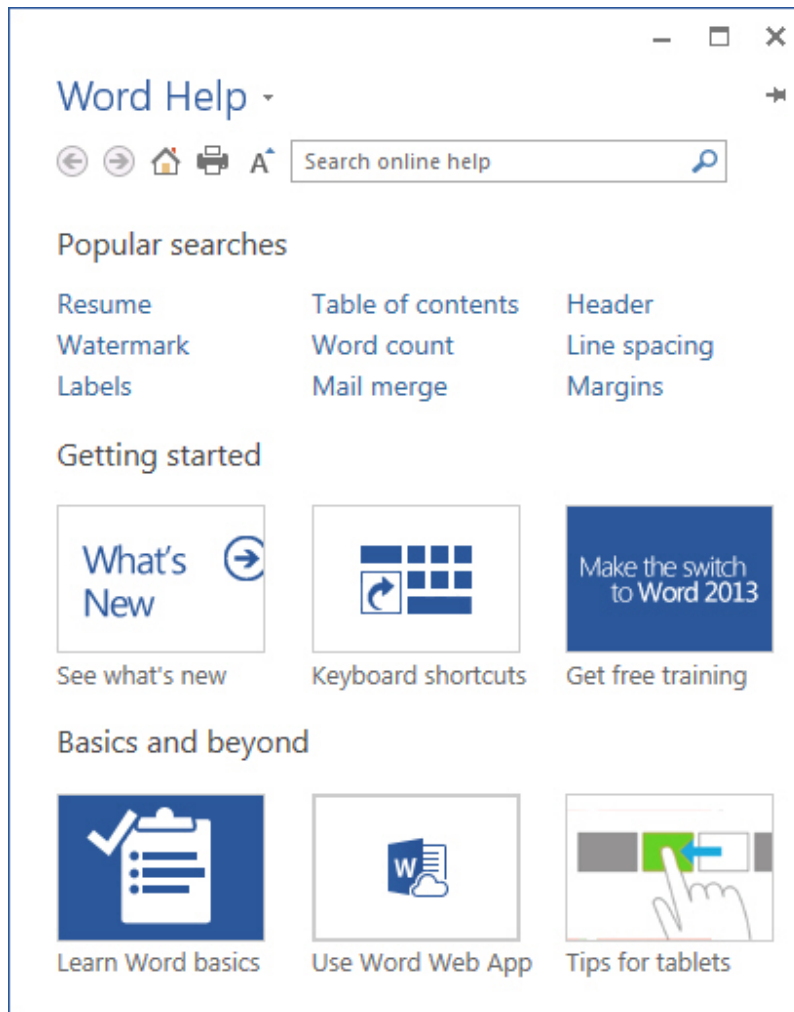 Word Help
A Search online help
Popular searches
Resume Table of contents Header
Watermark Word count Line spacing
Labels Mail merge Margins
Getting started
What's
New
Make the switch
to Word 2013
See what's new Keyboard shortcuts Get free training
Basics and beyond
W
Learn Word basics Use Word Web App Tips for tablets